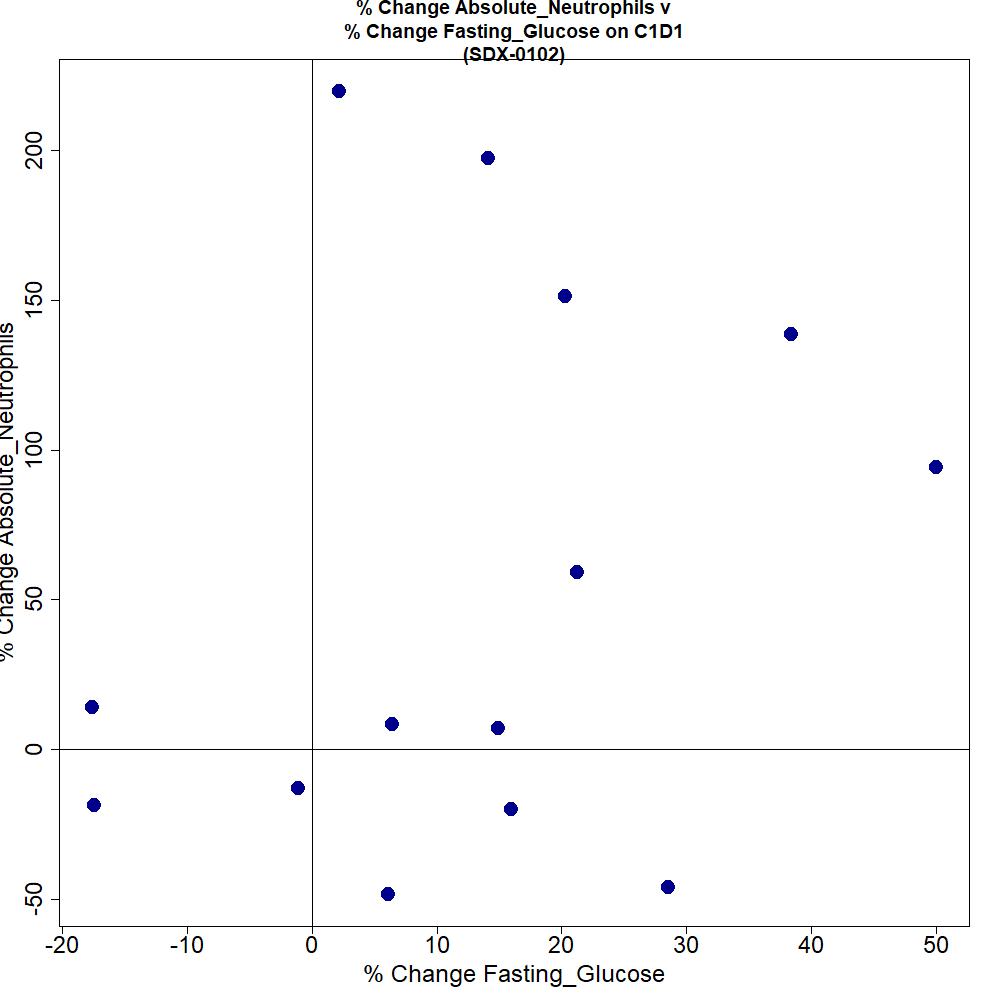 % Change Absolute_Neutrophils v
% Change Fasting_Glucose on C1D1
(SDX-0102)
% Change Absolute_Neutrophils
200
150
100
50
0
-50
-20
-10
0
10
20
30
40
50
% Change Fasting_Glucose